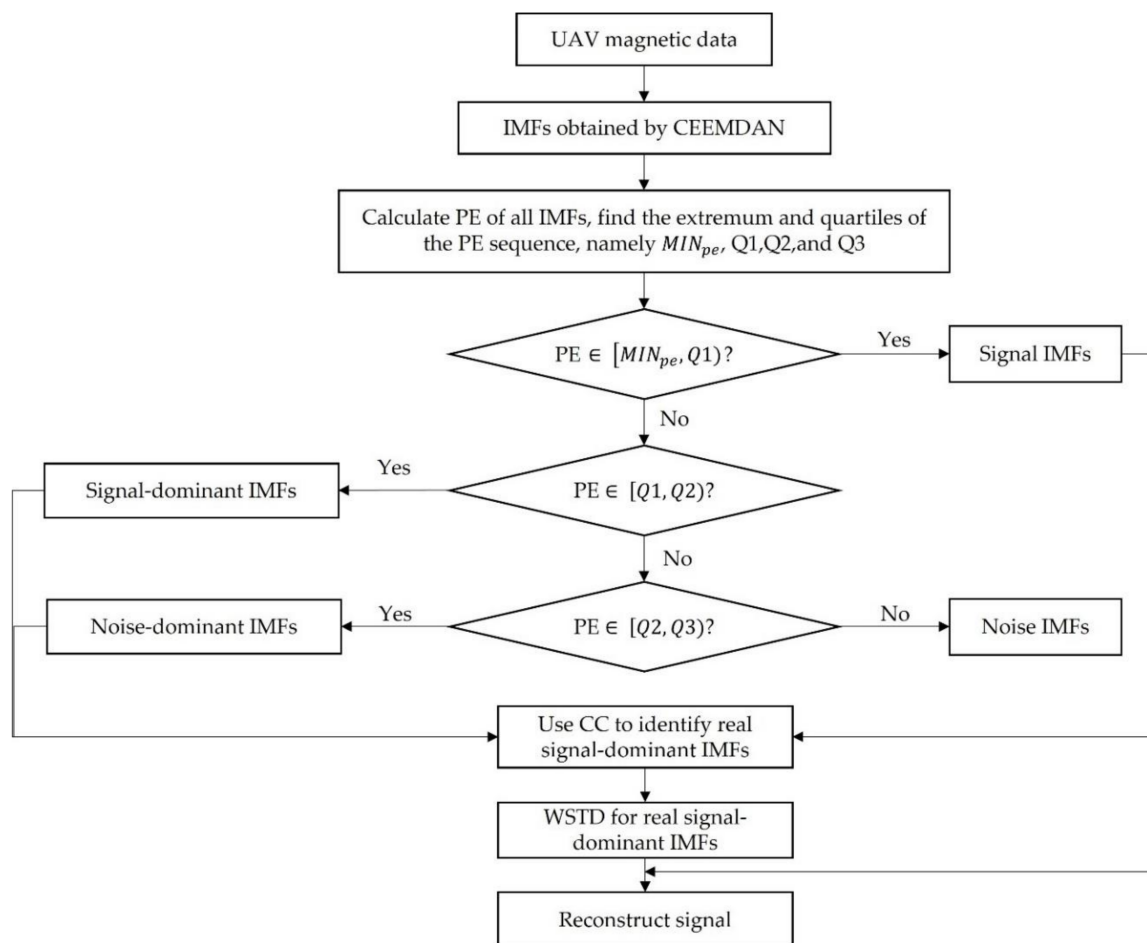 UAV magnetic data
IMFs obtained by CEEMDAN
Calculate PE of all IMFs, find the extremum and quartiles of
the PE sequence, namely MINpe, Q1,Q2,and Q3
PE ∈ [MINpe, Q1)?
Yes
Signal IMFs
No
Signal-dominant IMFs
Yes
PE ∈ [Q1, Q2)?
No
Noise-dominant IMFs
Yes
PE ∈ [Q2, Q3)?
No
Noise IMFs
Use CC to identify real
signal-dominant IMFs
WSTD for real signal-
dominant IMFs
Reconstruct signal